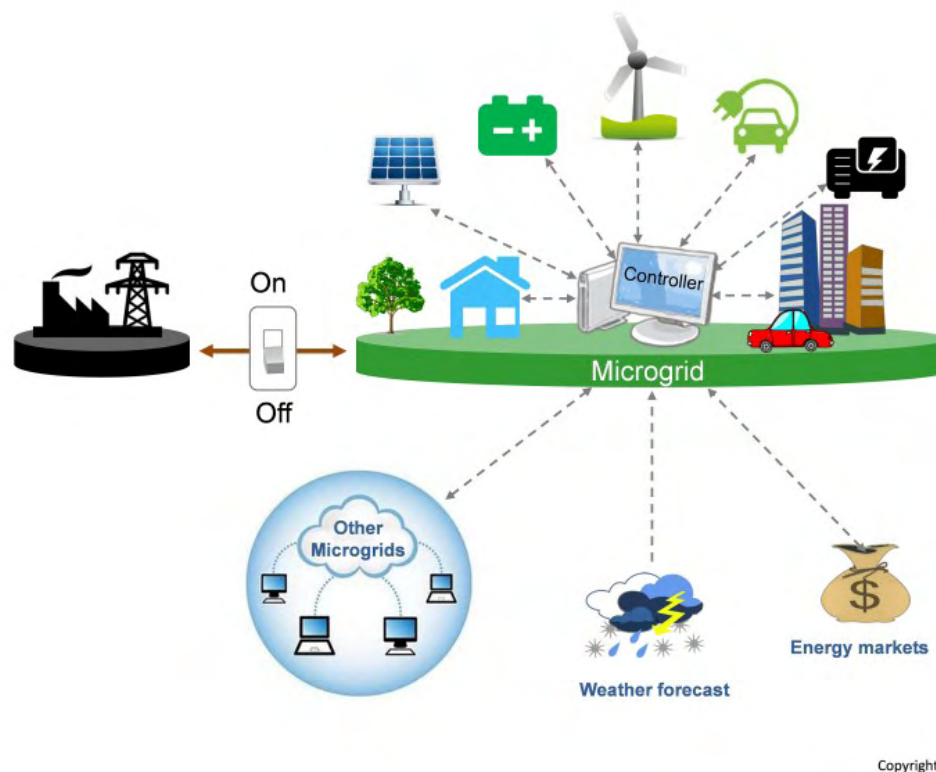 Controller
On
Off
Microgrid
Other
Microgrids
$
Energy markets
Weather forecast
Copyright